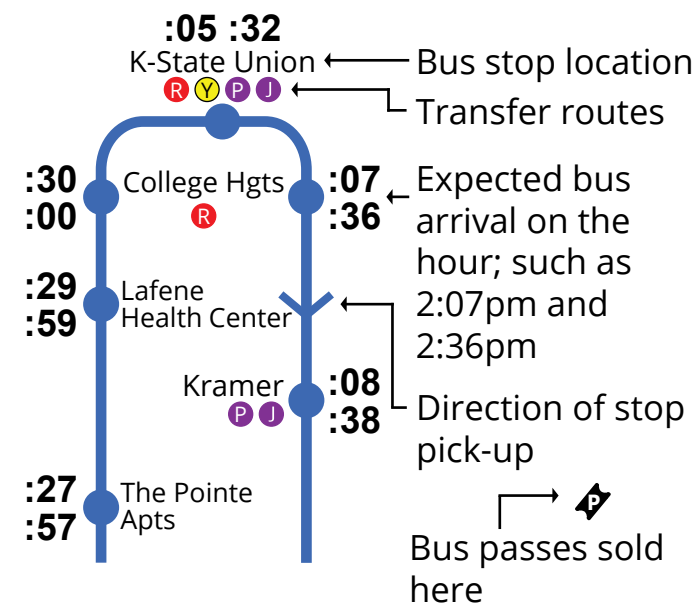 :05 :32
K-State Union
R Y P J
Bus stop location
Transfer routes
:30
:00
College Hgts
R
:07
:36
Expected bus
arrival on the
hour; such as
2:07pm and
2:36pm
:29
:59
Lafene
Health Center
Kramer
P J
:08
:38
Direction of stop
pick-up
:27
:57
The Pointe
Apts
P
Bus passes sold
here